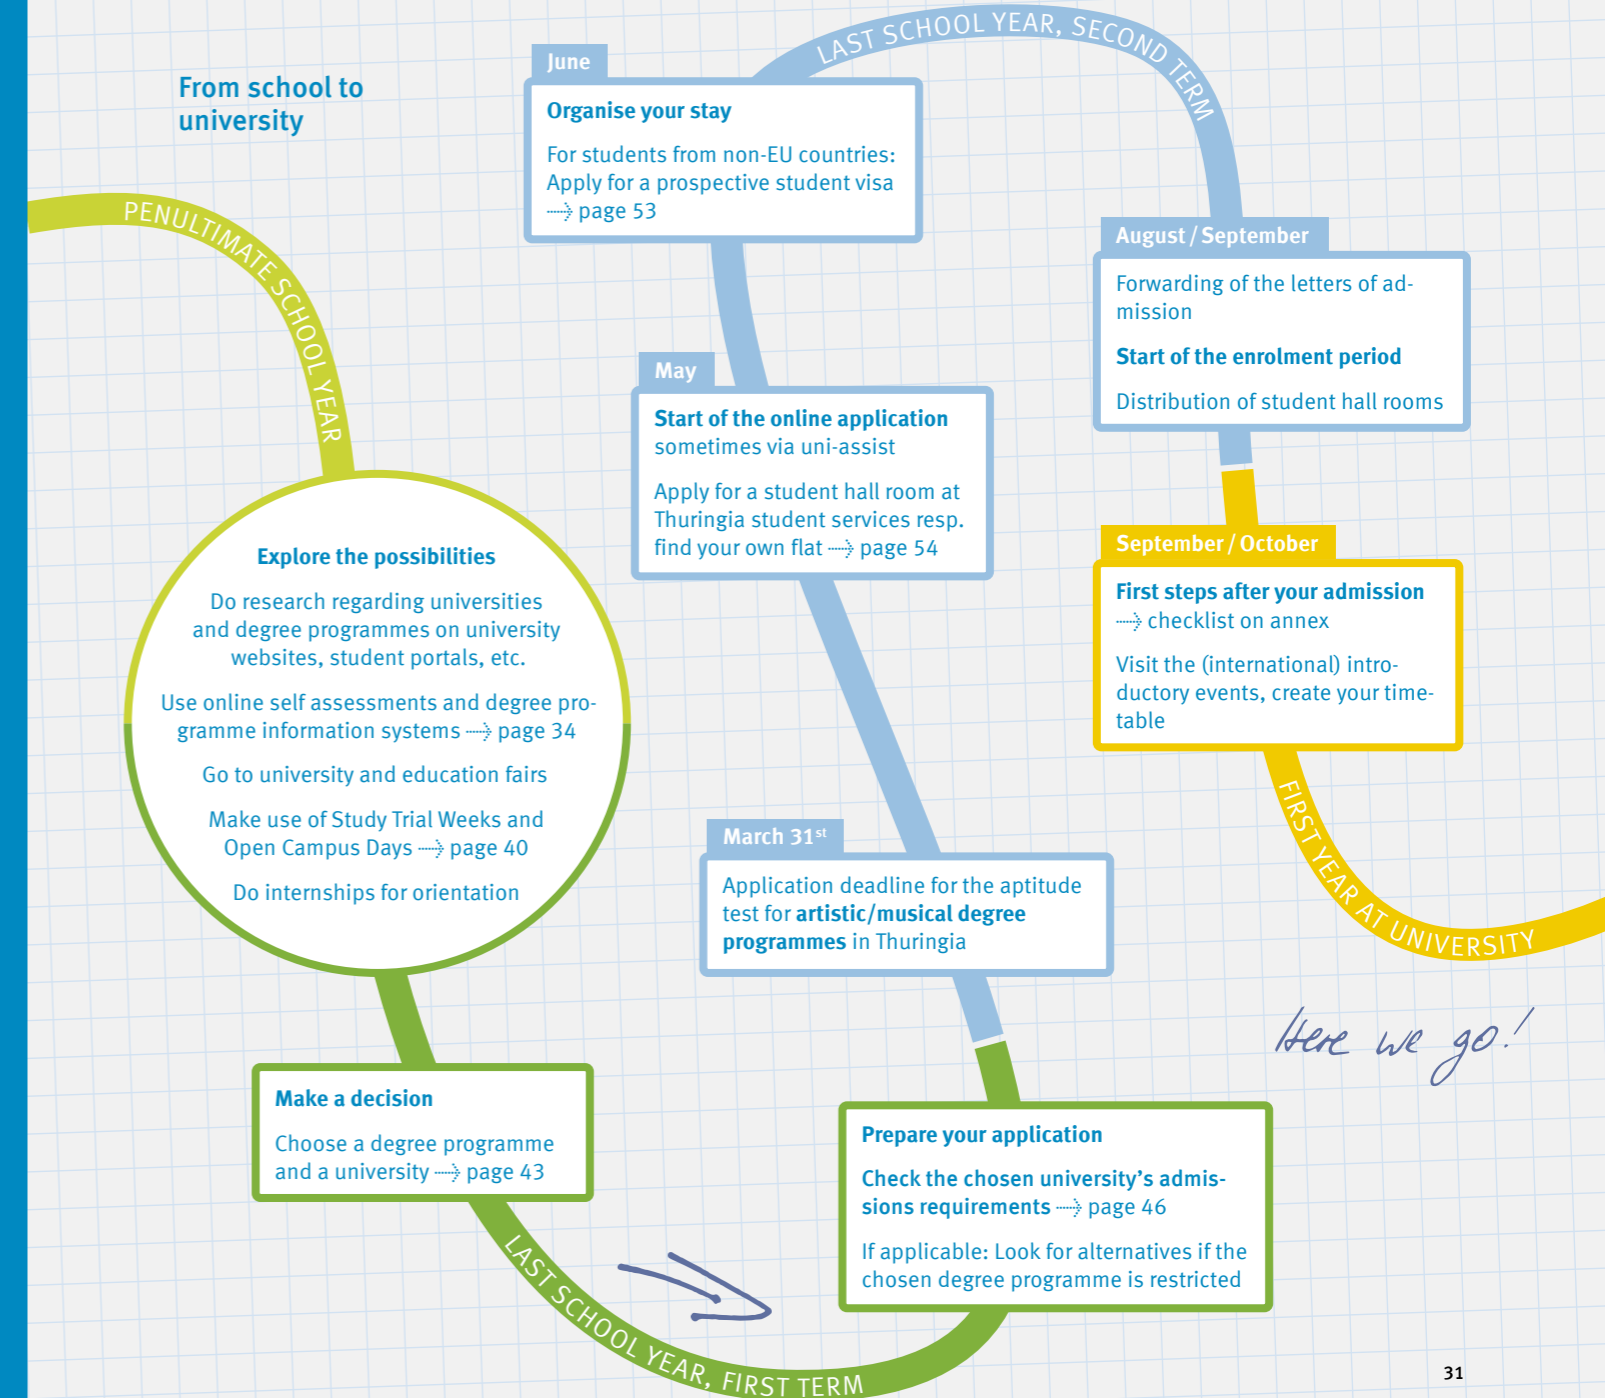 From school to
university
PENULTIMATE SCHOOL YEAR
Explore the possibilities
Do research regarding universities
and degree programmes on university
websites, student portals, etc.
Use online self assessments and degree pro-
gramme information systems ⤑ page 34
Go to university and education fairs
Make use of Study Trial Weeks and
Open Campus Days ⤑ page 40
Do internships for orientation
Make a decision
Choose a degree programme
and a university ⤑ page 43
LAST SCHOOL YEAR, FIRST TERM
Prepare your application
Check the chosen university’s admis-
sions requirements ⤑ page 46
If applicable: Look for alternatives if the
chosen degree programme is restricted
March 31st
Application deadline for the aptitude
test for artistic/musical degree
programmes in Thuringia
May
Start of the online application
sometimes via uni-assist
Apply for a student hall room at
Thuringia student services resp.
find your own flat ⤑ page 54
June
Organise your stay
For students from non-EU countries:
Apply for a prospective student visa
⤑ page 53
LAST SCHOOL YEAR, SECOND TERM
August / September
Forwarding of the letters of ad-
mission
Start of the enrolment period
Distribution of student hall rooms
September / October
First steps after your admission
⤑ checklist on annex
Visit the (international) intro-
ductory events, create your time-
table
FIRST YEAR AT UNIVERSITY
Here we go!
31